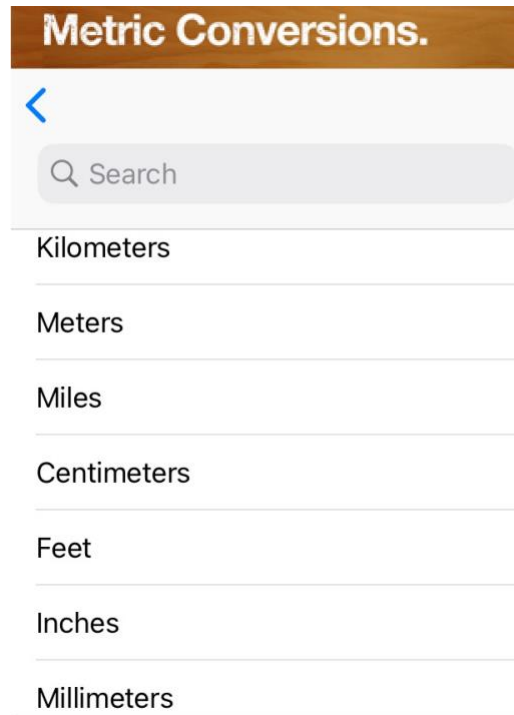 Metric Conversions.
Search
Kilometers
Meters
Miles
Centimeters
Feet
Inches
Millimeters